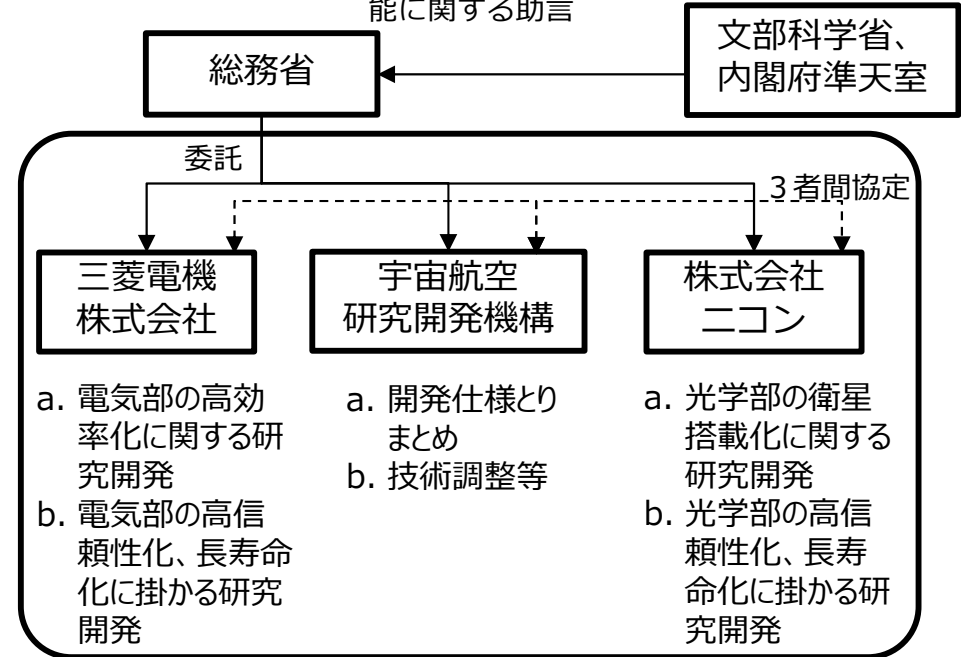 能に関する助言
総務省
文部科学省、
内閣府準天室
委託
３者間協定
三菱電機
株式会社
宇宙航空
研究開発機構
株式会社
ニコン
a. 電気部の高効
率化に関する研
究開発
b. 電気部の高信
頼性化、長寿命
化に掛かる研究
開発
a. 開発仕様とり
まとめ
b. 技術調整等
a. 光学部の衛星
搭載化に関する
研究開発
b. 光学部の高信
頼性化、長寿
命化に掛かる研
究開発